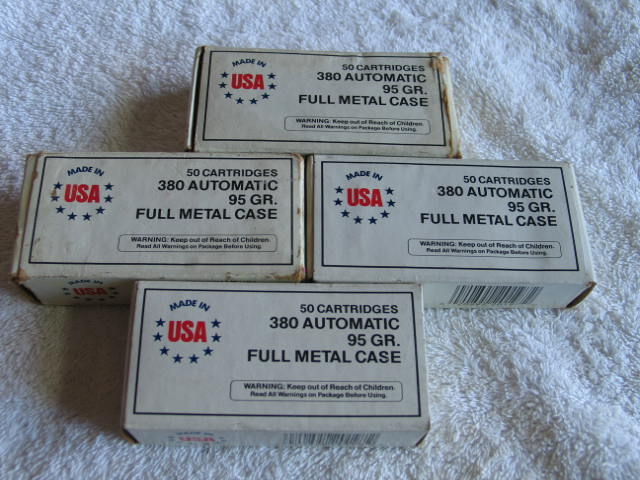 MADE IN
USA
50 CARTRIDGES
380 AUTOMATIC
95 GR.
FULL METAL CASE
WARNING: Keep out of Reach of Children.
Read All Warnings on Package Before Using.
MADE IN
USA
50 CARTRIDGES
380 AUTOMATIC
95 GR.
FULL METAL CASE
WARNING: Keep out of Reach of Children.
Read All Warnings on Package Before Using.
MADE IN
USA
MADE IN
USA
50 CARTRIDGES
380 AUTOMATIC
95 GR.
FULL METAL CASE
WARNING: Keep out of Reach of Children.
Read All Warnings on Package Before Using.
MADE IN
USA
50 CARTRIDGES
380 AUTOMATIC
95 GR.
FULL METAL CASE
WARNING: Keep out of Reach of Children.
Read All Warnings on Package Before Using.
USA